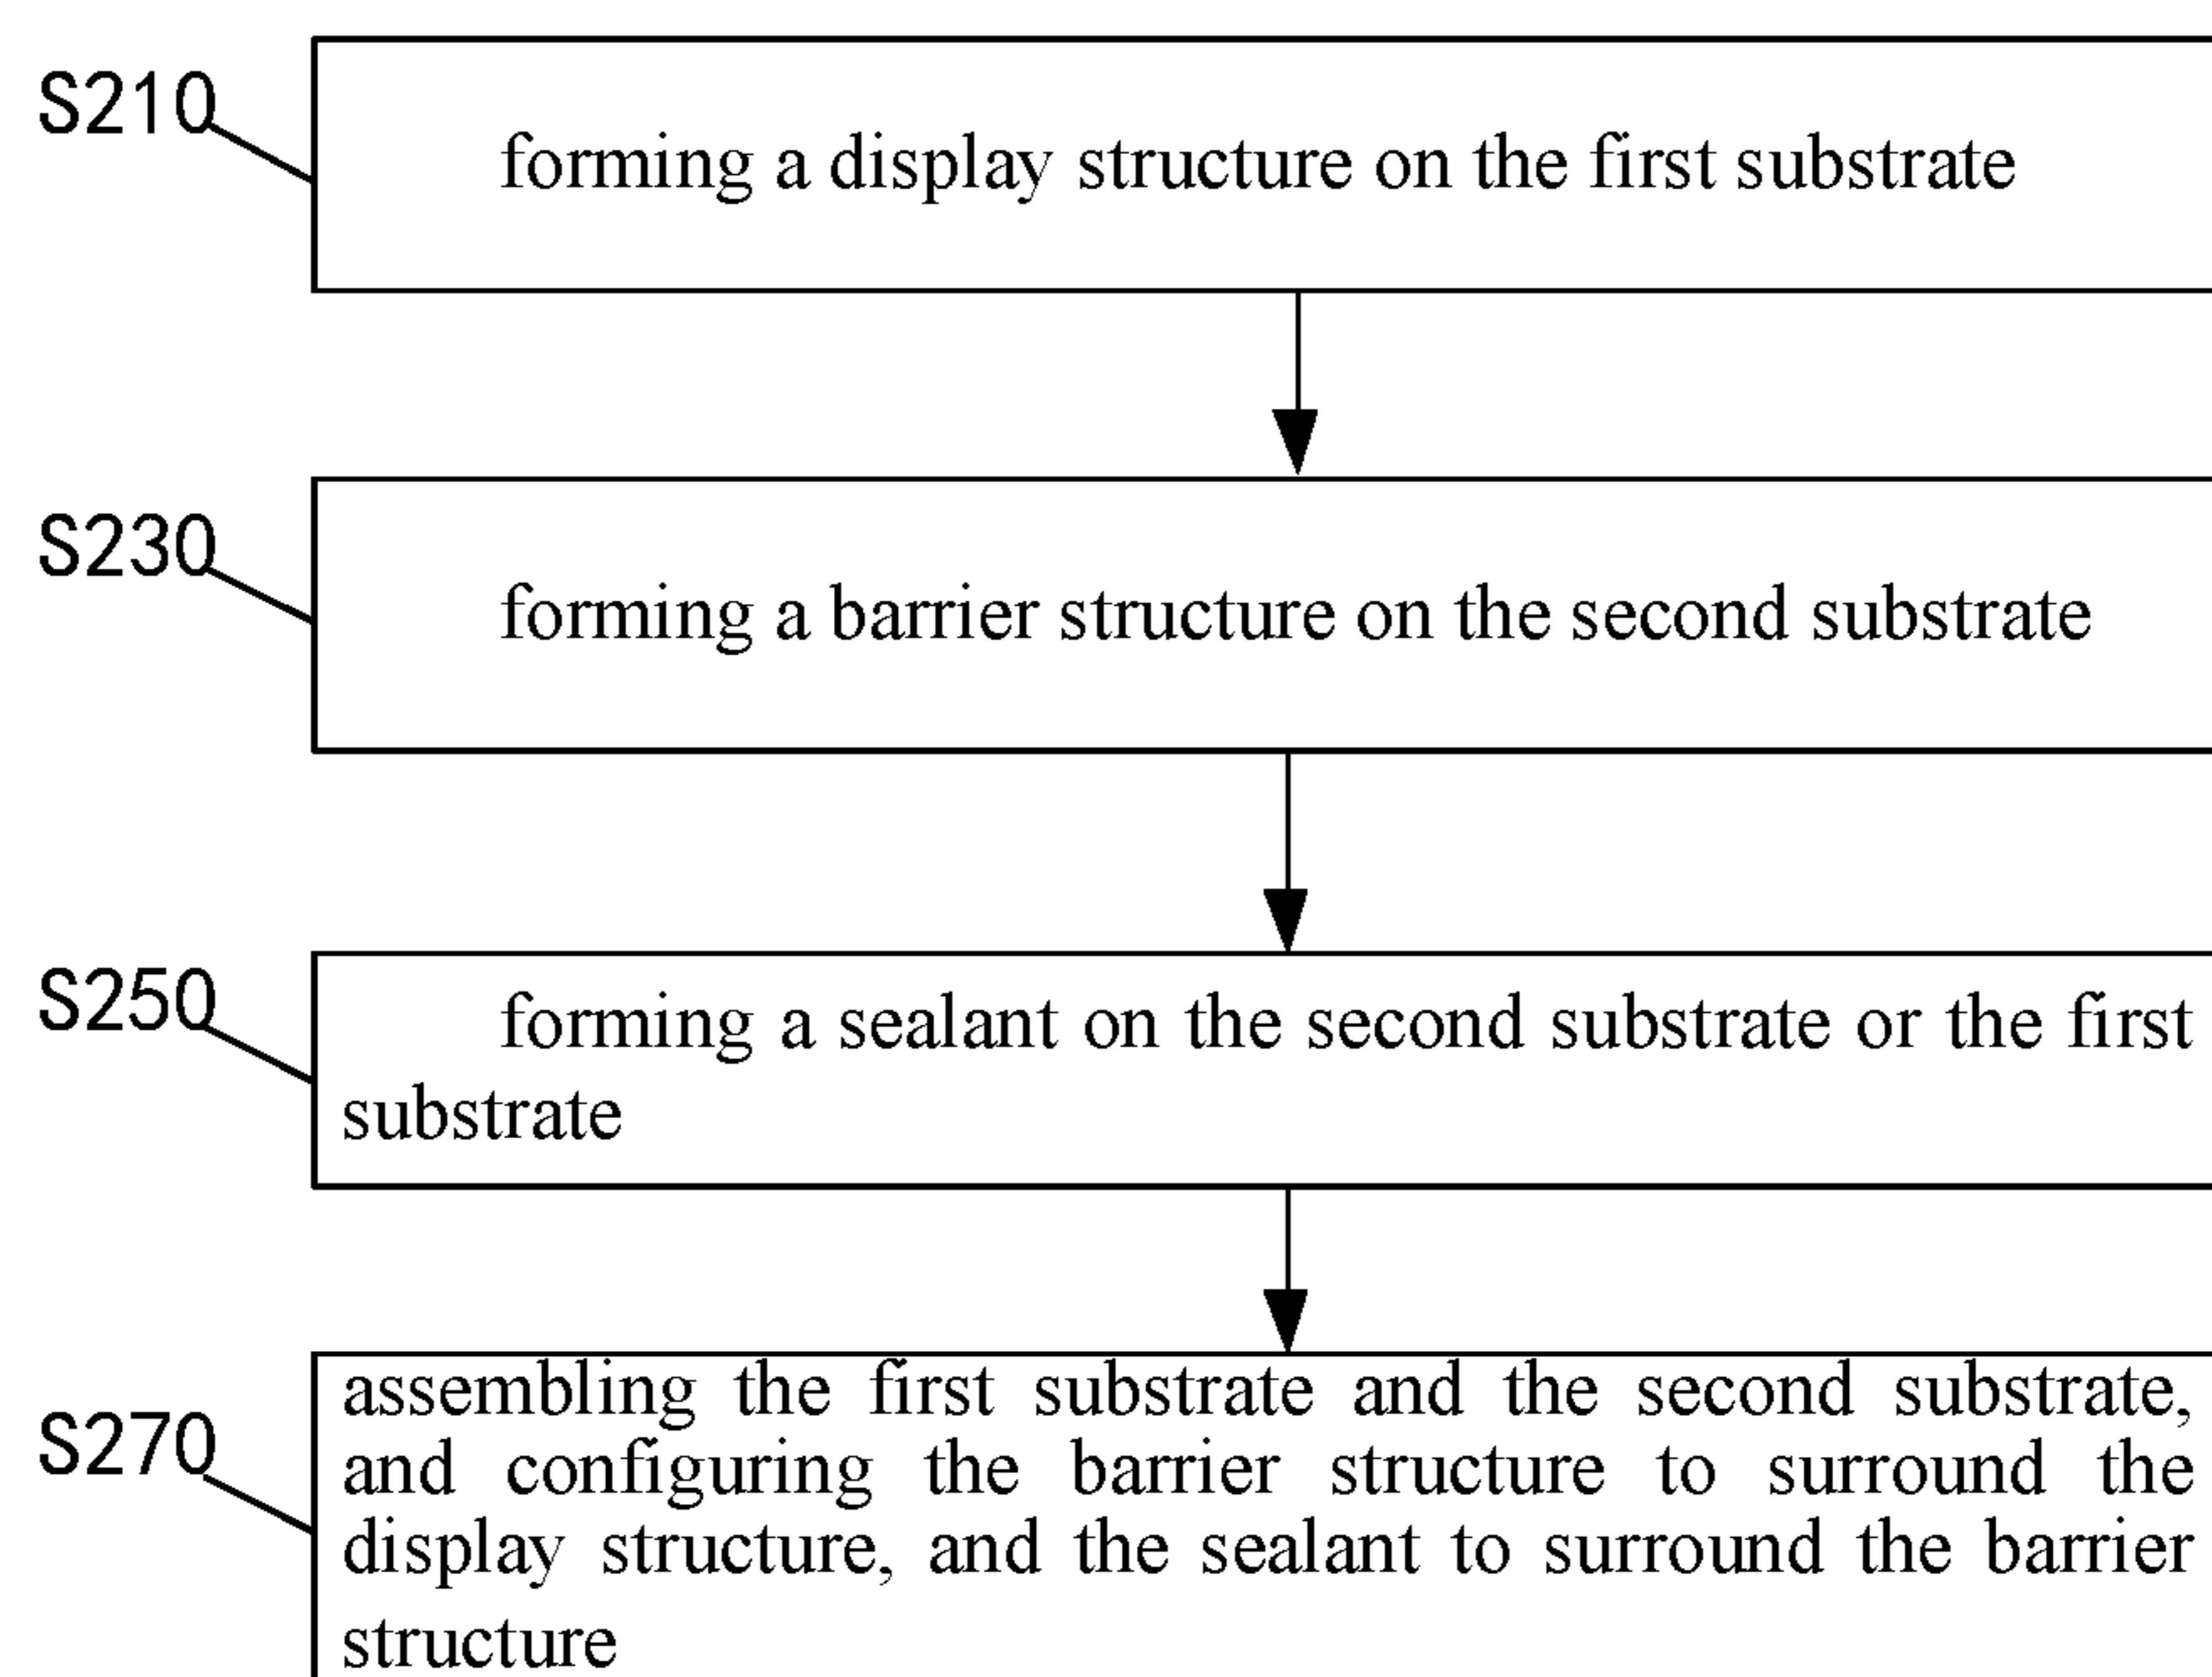 S210
forming a display structure on the first substrate
S230
forming a barrier structure on the second substrate
S250
forming a sealant on the second substrate or the first
substrate
S270
assembling the first substrate and the second substrate,
and configuring the barrier structure to surround the
display structure, and the sealant to surround the barrier
structure